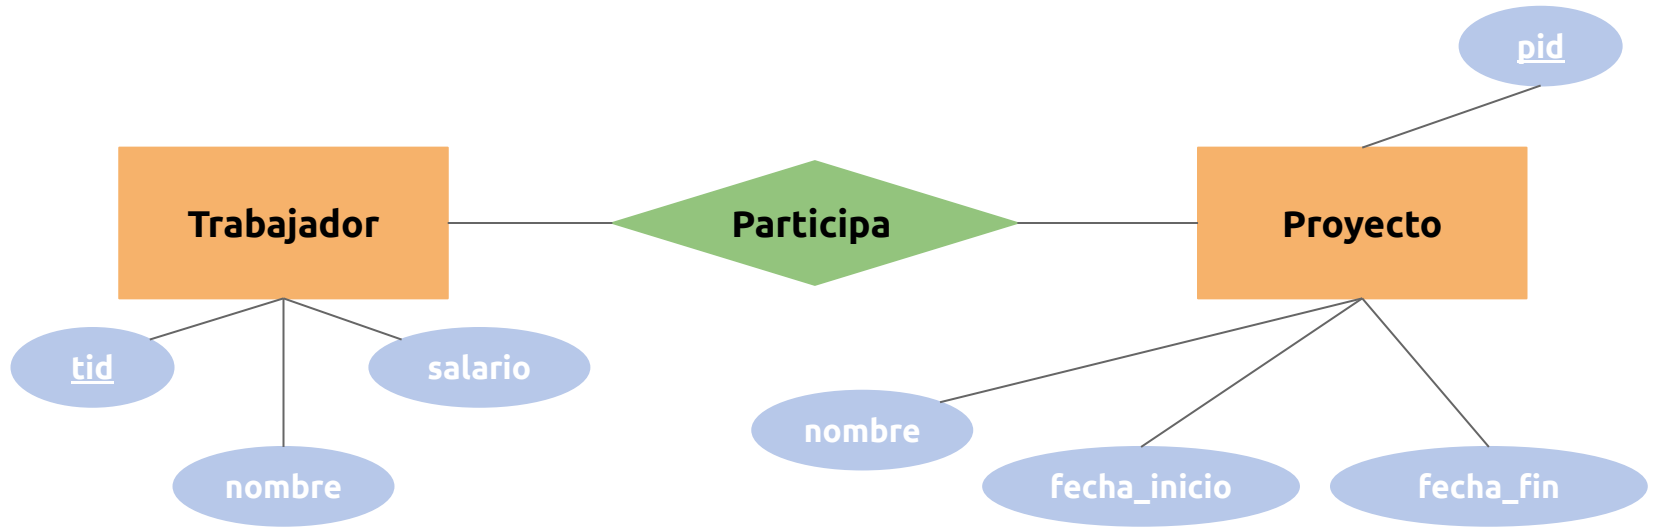 pid
Trabajador
Participa
Proyecto
tid
salario
nombre
nombre
fecha_inicio
fecha_fin